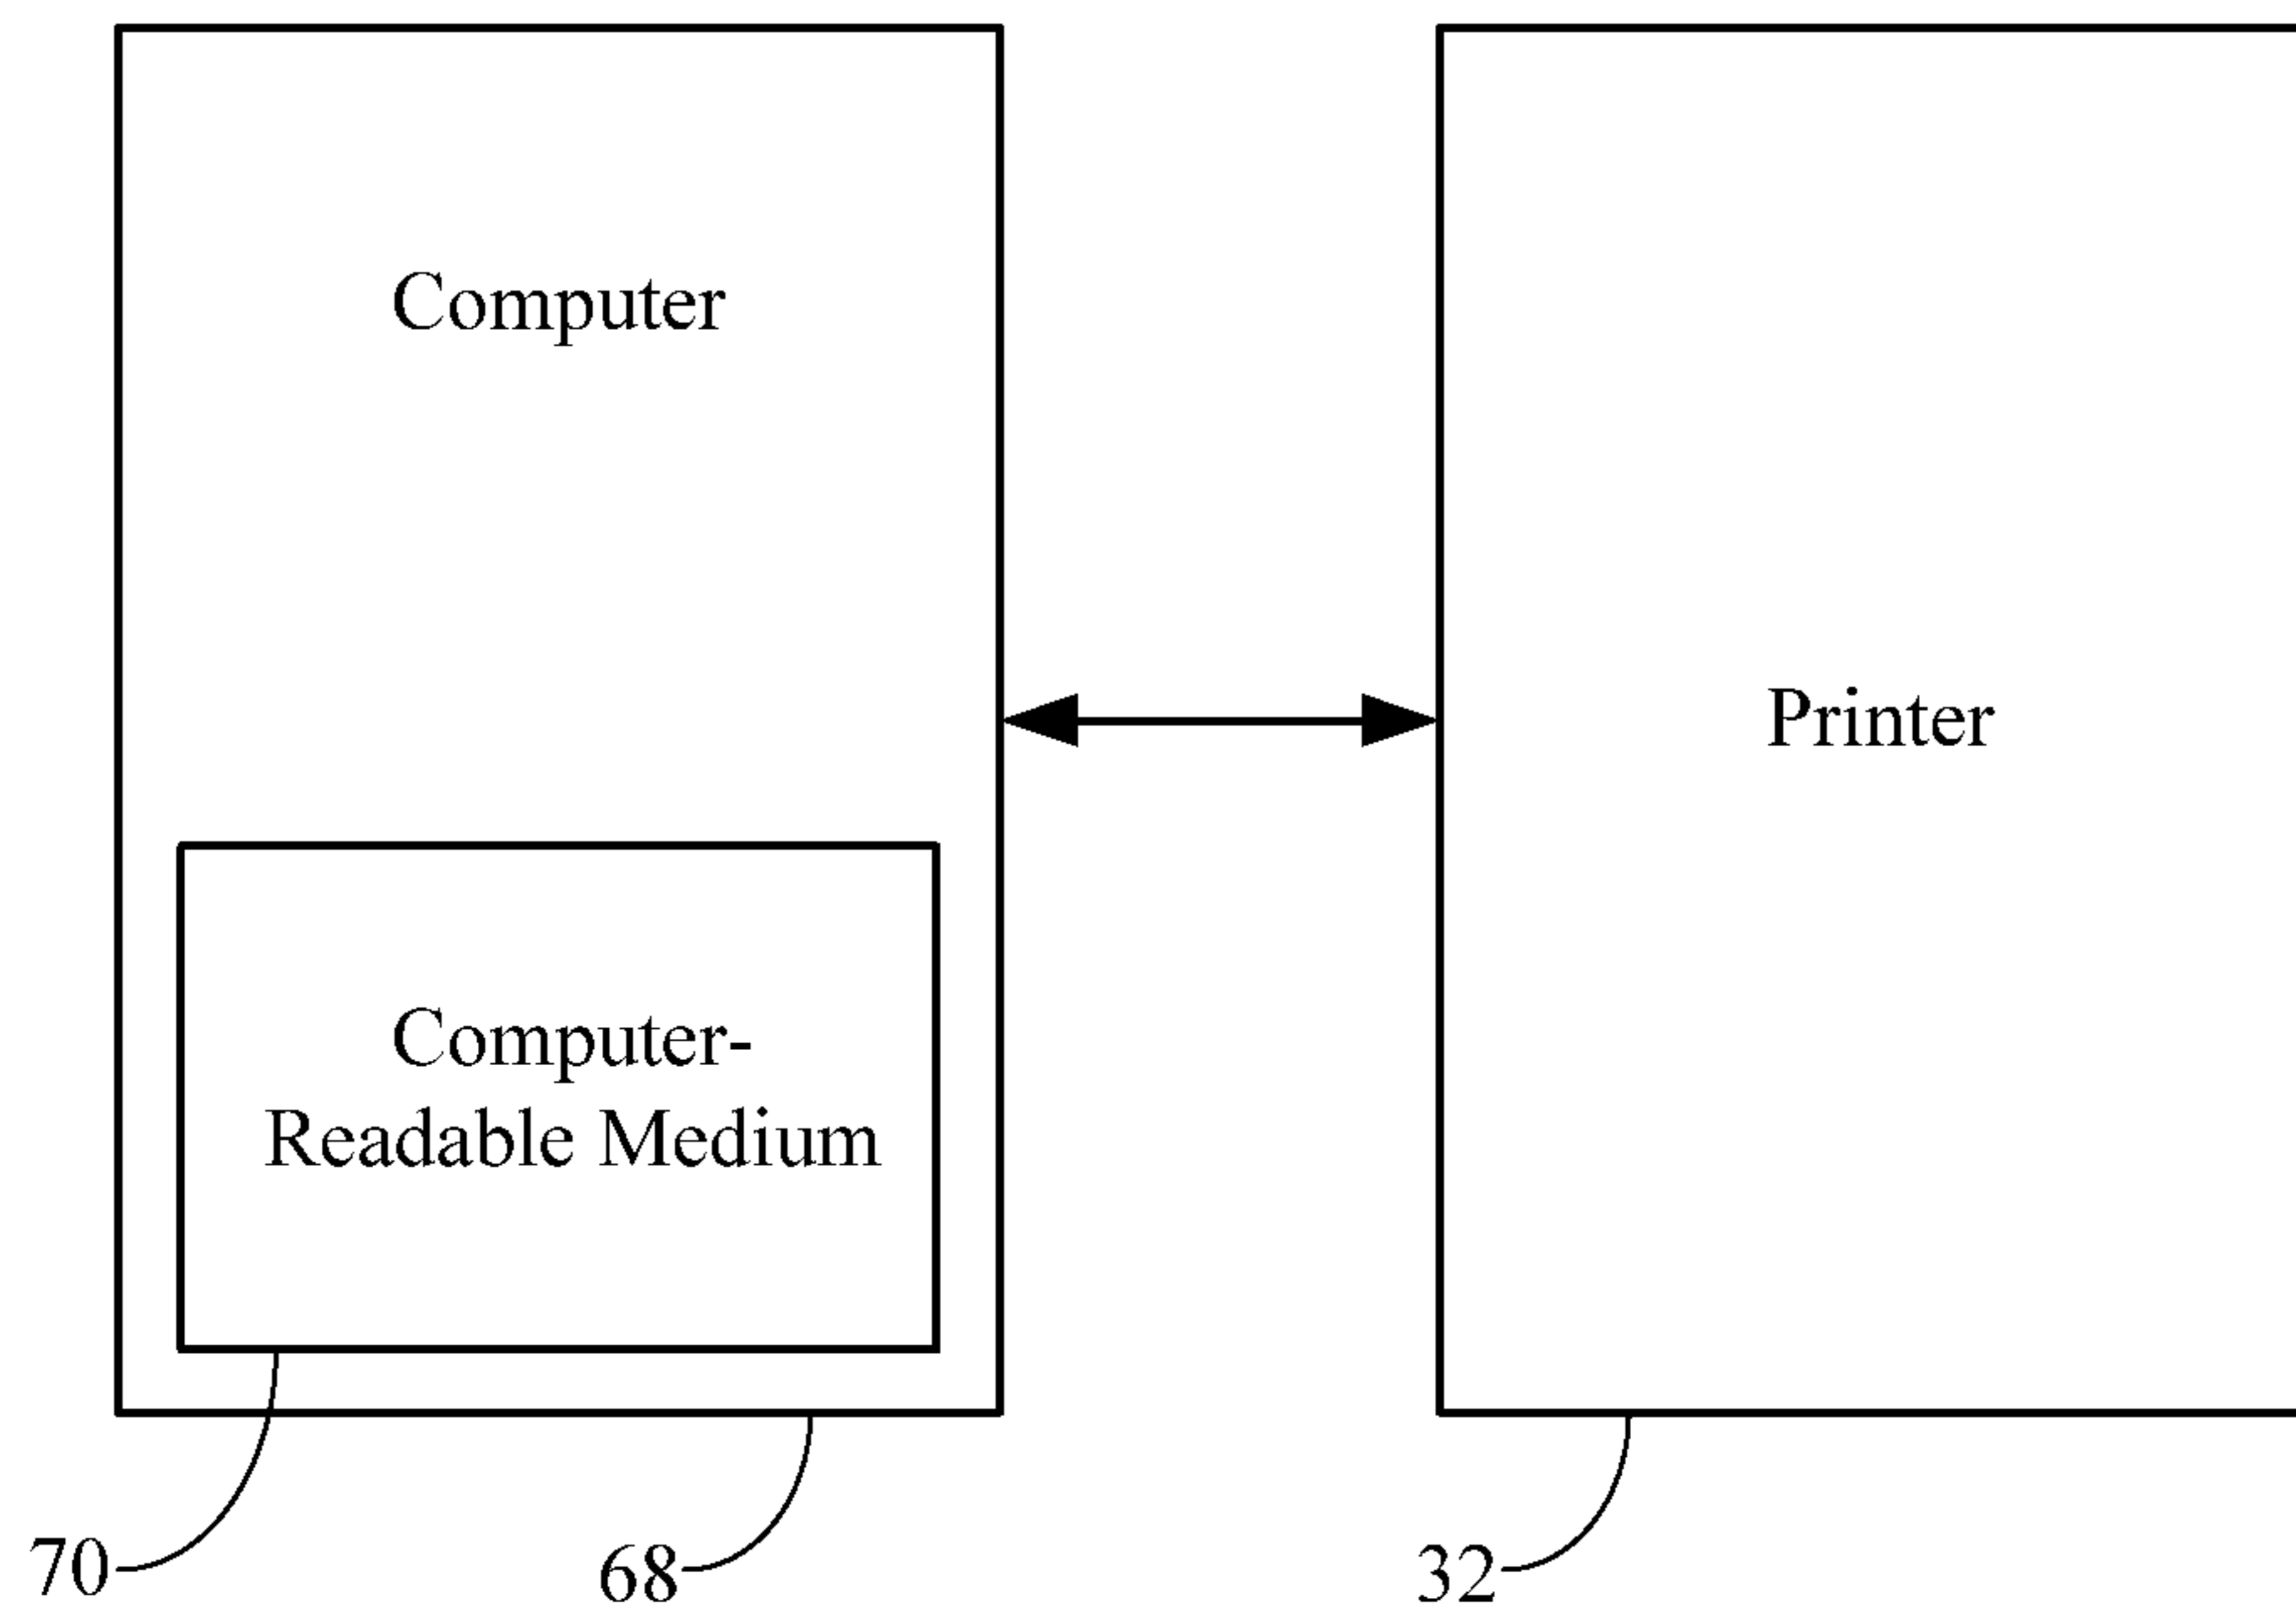 Computer
Printer
Computer-
Readable Medium
70
68
32